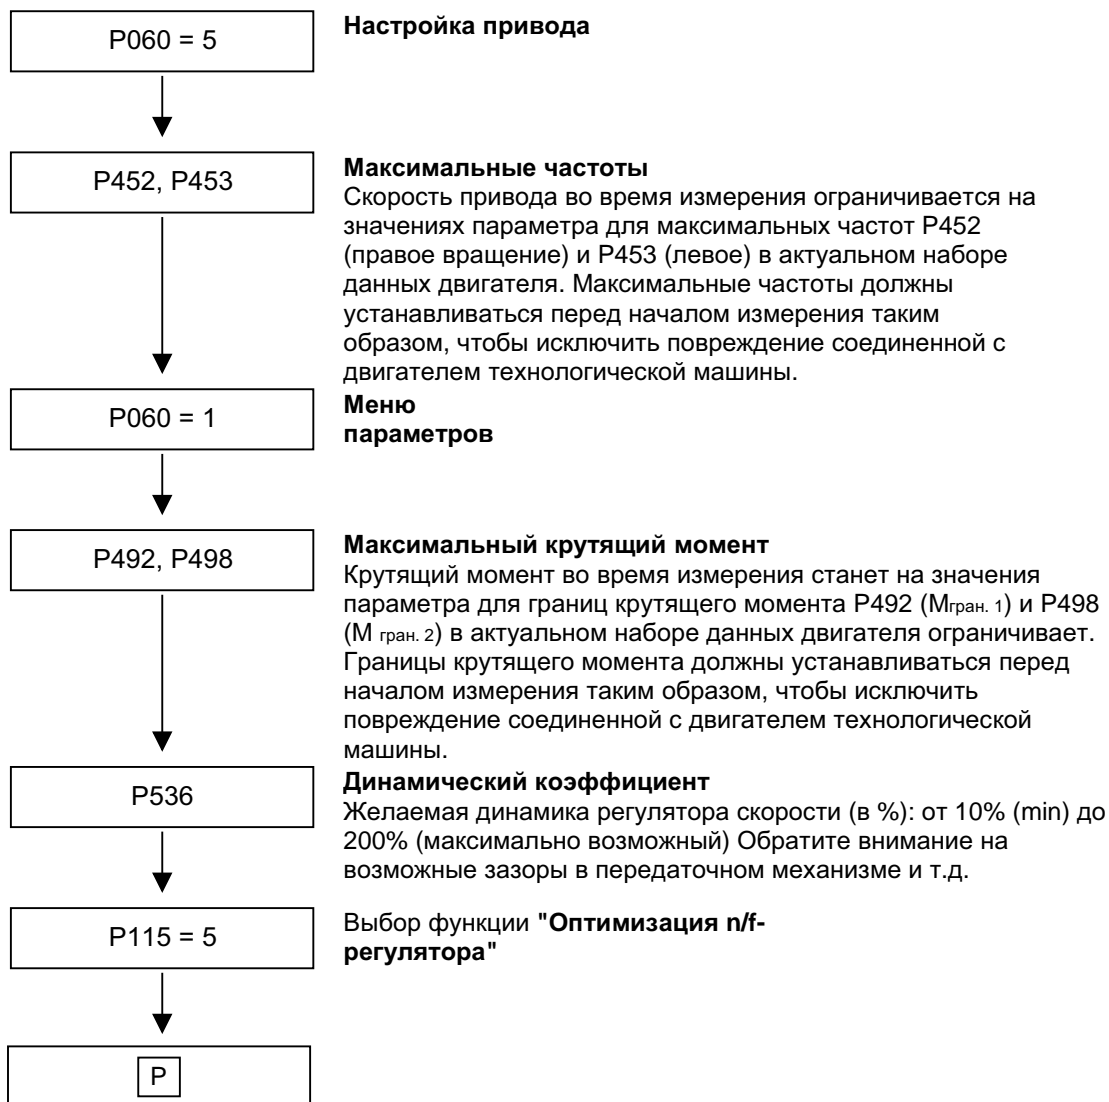 P060 = 5
Настройка привода
P452, P453
Максимальные частоты
Скорость привода во время измерения ограничивается на
значениях параметра для максимальных частот P452
(правое вращение) и P453 (левое) в актуальном наборе
данных двигателя. Максимальные частоты должны
устанавливаться перед началом измерения таким
образом, чтобы исключить повреждение соединенной с
двигателем технологической машины.
P060 = 1
Меню
параметров
P492, P498
Максимальный крутящий момент
Крутящий момент во время измерения станет на значения
параметра для границ крутящего момента P492 (Мгран. 1) и P498
(М гран. 2) в актуальном наборе данных двигателя ограничивает.
Границы крутящего момента должны устанавливаться перед
началом измерения таким образом, чтобы исключить
повреждение соединенной с двигателем технологической
машины.
P536
Динамический коэффициент
Желаемая динамика регулятора скорости (в %): от 10% (min) до
200% (максимально возможный) Обратите внимание на
возможные зазоры в передаточном механизме и т.д.
P115 = 5
Выбор функции "Оптимизация n/f-
регулятора"
P